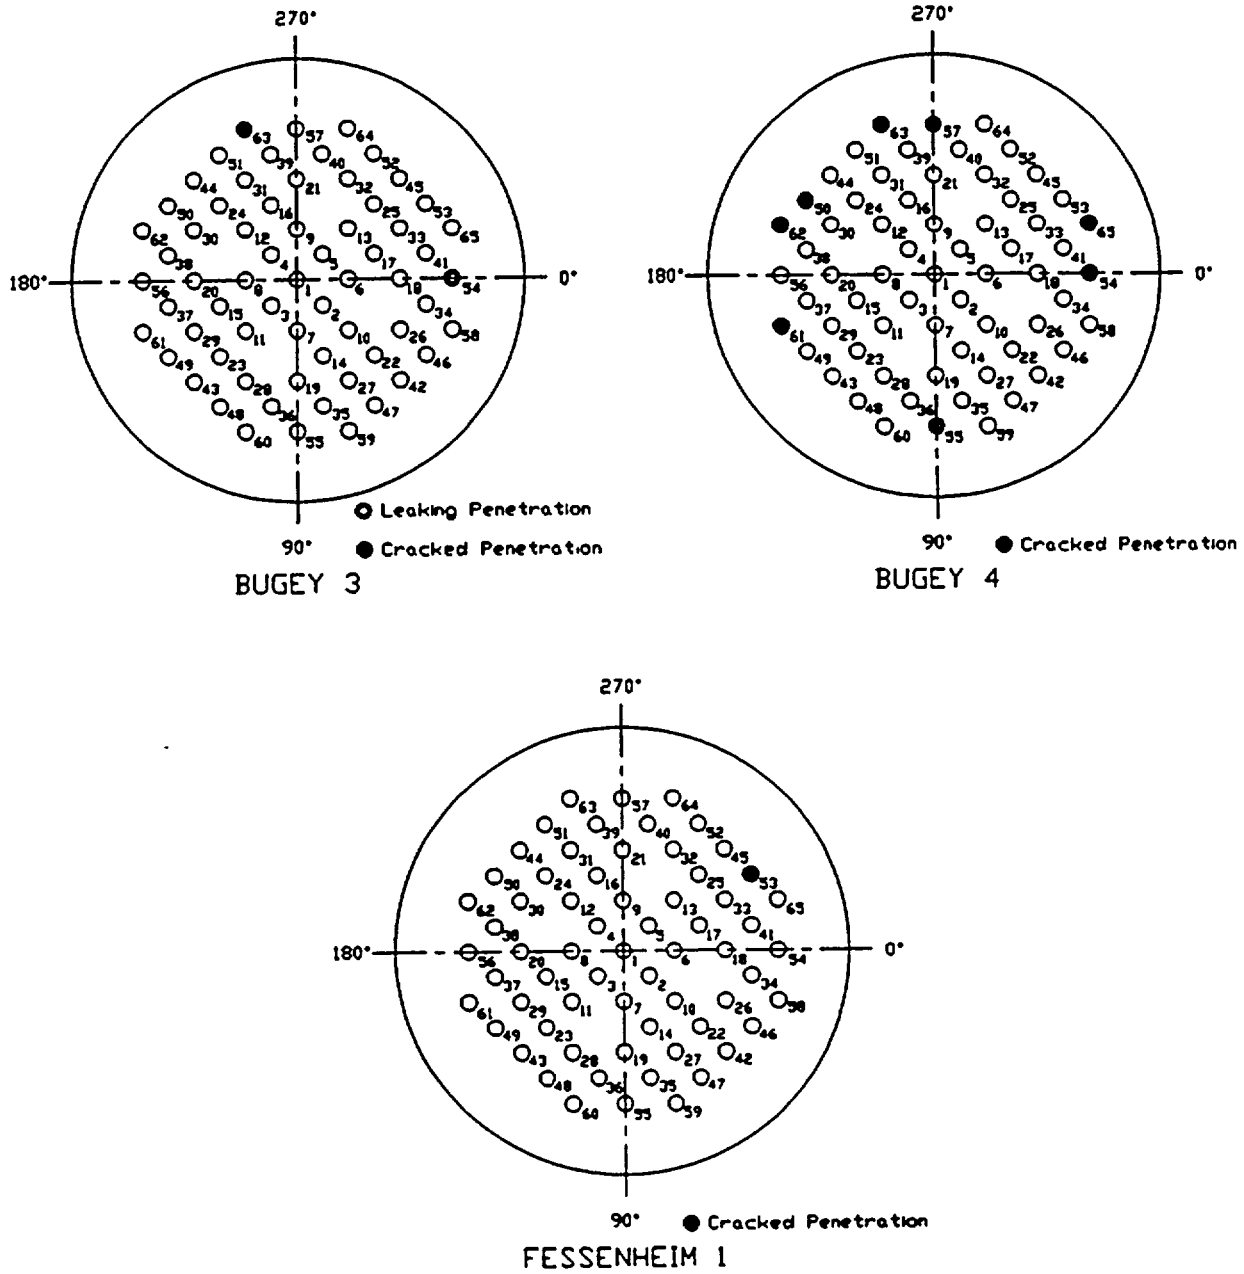 270°
63 57 64
51 39 40 52
44 31 21 32 45
50 24 16 25 53
62 30 12 9 13 33 65
38 4 5 17 41
180° 56 20 8 1 6 18 54 0°
37 15 3 2 34
61 29 11 7 10 26 58
49 23 14 22 46
43 28 19 27 42
48 36 35 47
60 55 59
Leaking Penetration
90° Cracked Penetration
BUGEY 3
270°
63 57 64
51 39 40 52
44 31 21 32 45
50 24 16 25 53
62 30 12 9 13 33 65
38 4 5 17 41
180° 56 20 8 1 6 18 54 0°
37 15 3 2 34
61 29 11 7 10 26 58
49 23 14 22 46
43 28 19 27 42
48 36 35 47
60 55 59
90° Cracked Penetration
BUGEY 4
270°
63 57 64
51 39 40 52
44 31 21 32 45
50 24 16 25 53
62 30 12 9 13 33 65
38 4 5 17 41
180° 56 20 8 1 6 18 54 0°
37 15 3 2 34
61 29 11 7 10 26 58
49 23 14 22 46
43 28 19 27 42
48 36 35 47
60 55 59
90° Cracked Penetration
FESSENHEIM 1